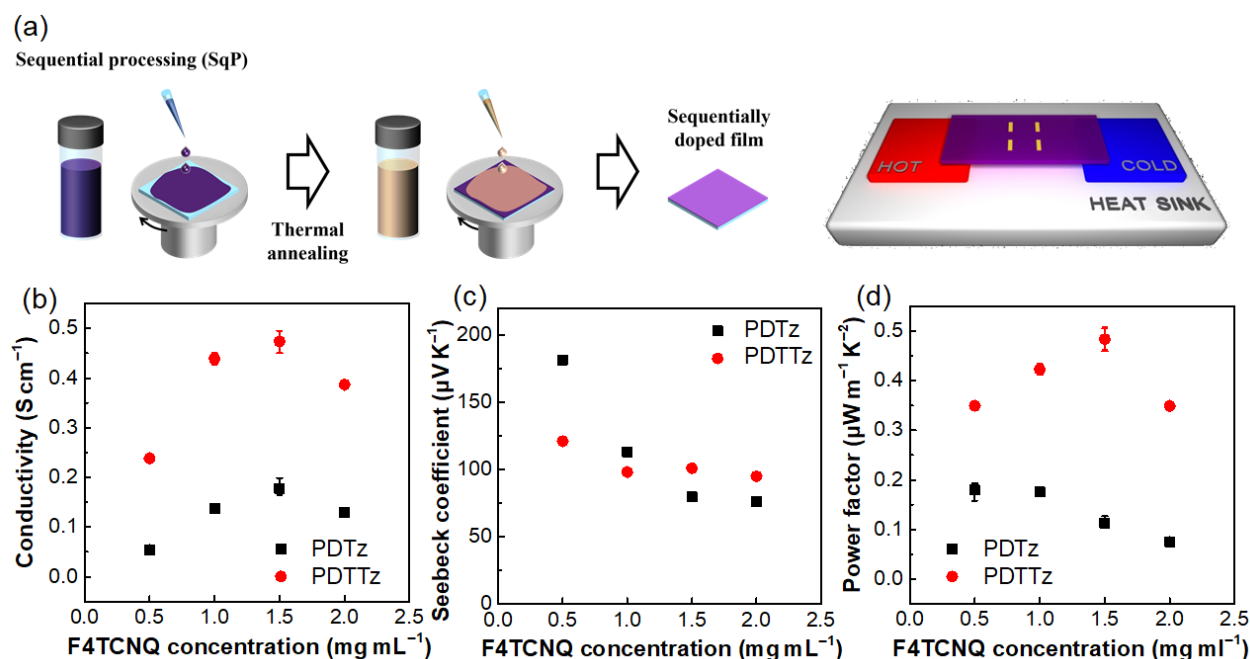 (a)
Sequential processing (SqP)
Thermal
annealing
Sequentially
doped film
HOT
COLD
HEAT SINK
(b)
Conductivity (S cm⁻¹)
0.5
0.4
0.3
0.2
0.1
0.0
PDTz
PDTTz
0.0 0.5 1.0 1.5 2.0 2.5
F4TCNQ concentration (mg mL⁻¹)
(c)
Seebeck coefficient (µV K⁻¹)
200
150
100
50
0
PDTz
PDTTz
0.0 0.5 1.0 1.5 2.0 2.5
F4TCNQ concentration (mg mL⁻¹)
(d)
Power factor (µW m⁻¹ K⁻²)
0.5
0.4
0.3
0.2
0.1
0.0
PDTz
PDTTz
0.0 0.5 1.0 1.5 2.0 2.5
F4TCNQ concentration (mg ml⁻¹)